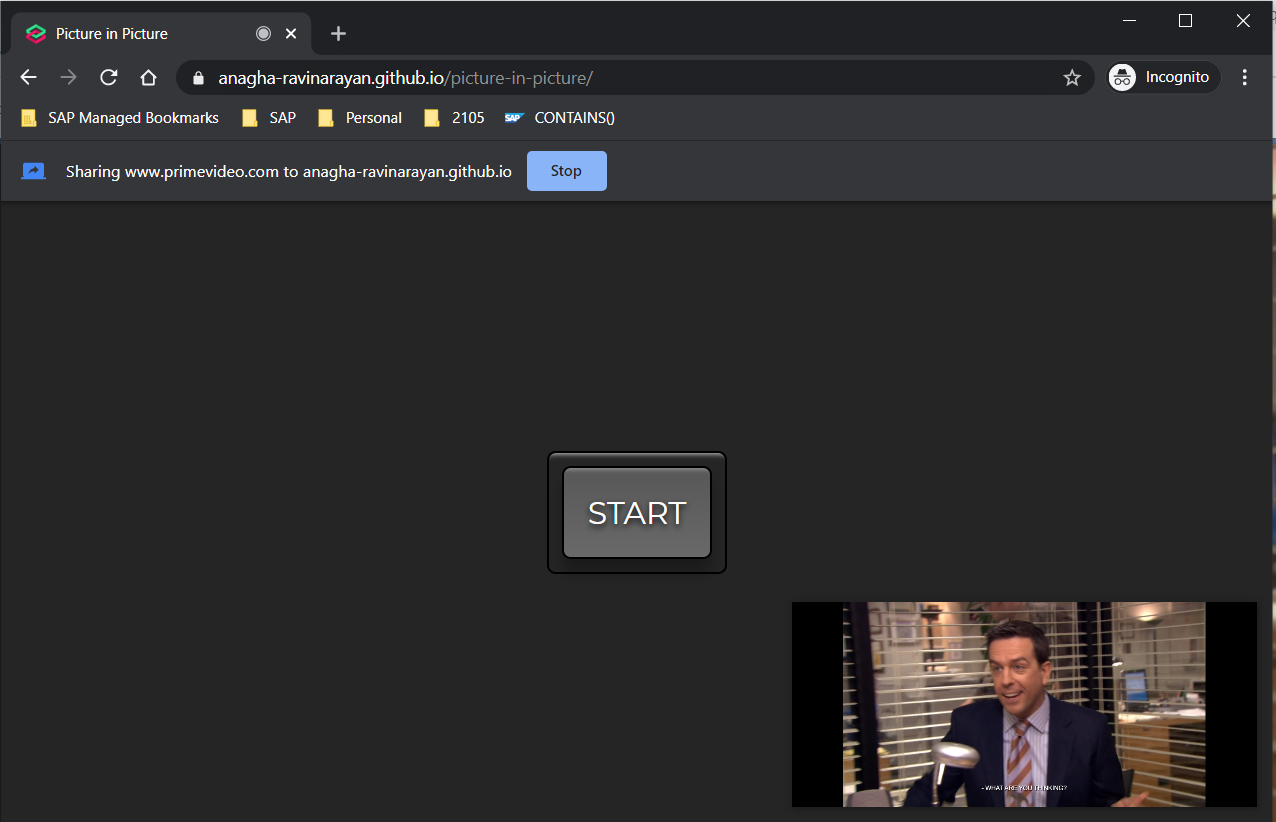 Picture in Picture
anagha-ravinarayan.github.io/picture-in-picture/
Incognito
SAP Managed Bookmarks
SAP
Personal
2105
SAP
CONTAINS()
Sharing www.primevideo.com to anagha-ravinarayan.github.io
Stop
START
- WHAT ARE YOU THINKING?